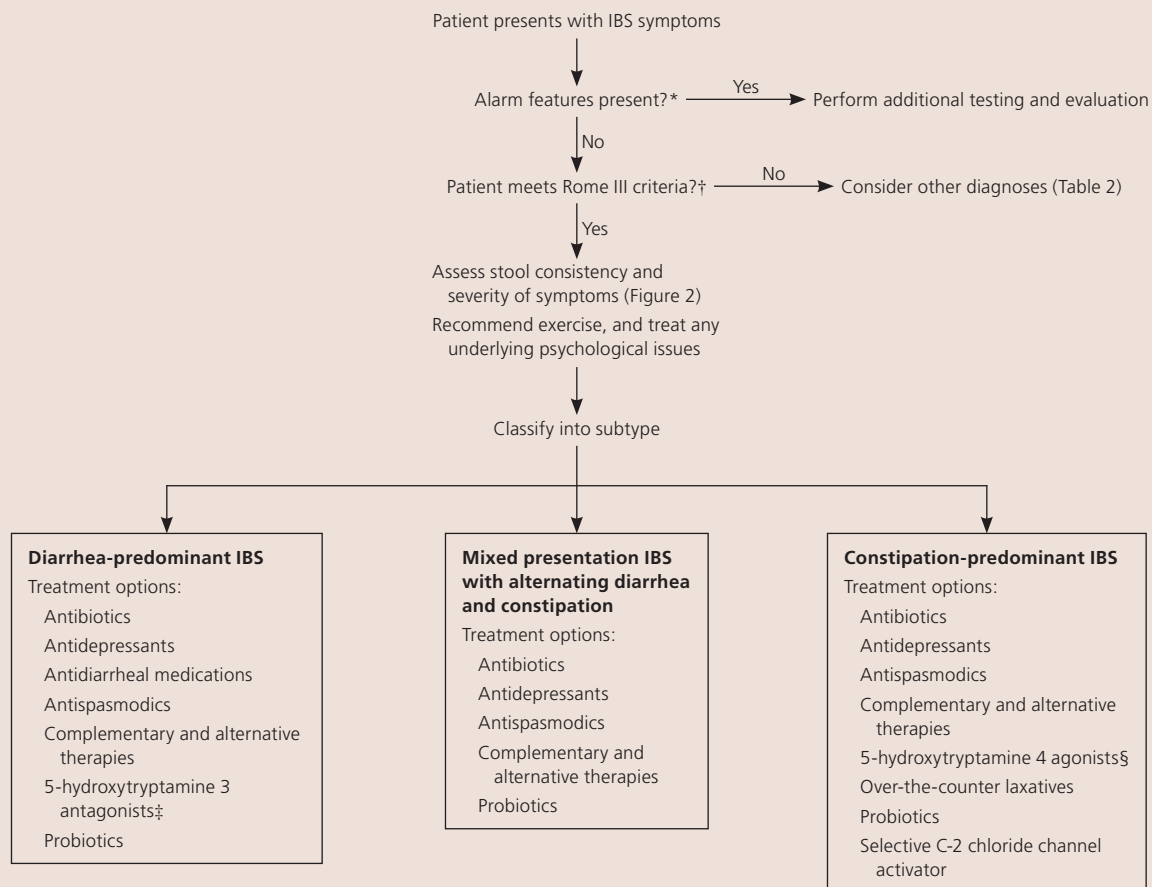 Patient presents with IBS symptoms
Alarm features present?*
Yes
Perform additional testing and evaluation
No
Patient meets Rome III criteria?†
No
Consider other diagnoses (Table 2)
Yes
Assess stool consistency and
severity of symptoms (Figure 2)
Recommend exercise, and treat any
underlying psychological issues
Classify into subtype
Diarrhea-predominant IBS
Treatment options:
Antibiotics
Antidepressants
Antidiarrheal medications
Antispasmodics
Complementary and alternative
therapies
5-hydroxytryptamine 3
antagonists‡
Probiotics
Mixed presentation IBS
with alternating diarrhea
and constipation
Treatment options:
Antibiotics
Antidepressants
Antispasmodics
Complementary and
alternative therapies
Probiotics
Constipation-predominant IBS
Treatment options:
Antibiotics
Antidepressants
Antispasmodics
Complementary and alternative
therapies
5-hydroxytryptamine 4 agonists§
Over-the-counter laxatives
Probiotics
Selective C-2 chloride channel
activator